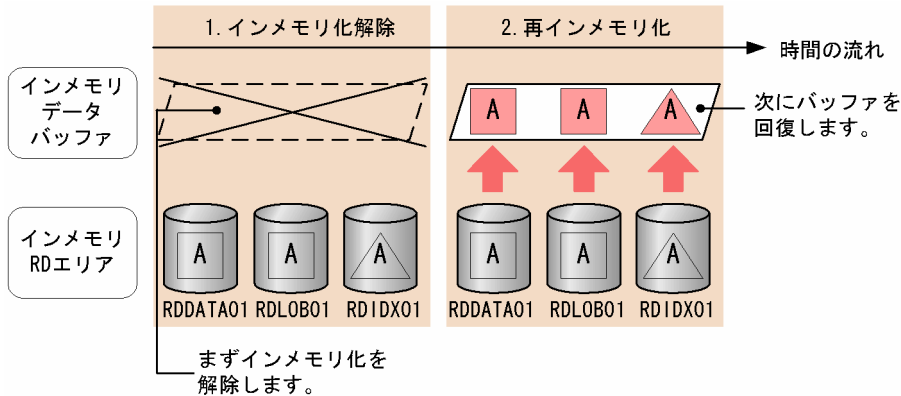 1.インメモリ化解除
2.再インメモリ化
時間の流れ
インメモリ
データ
バッファ
A
A
A
次にバッファを
回復します。
インメモリ
RDエリア
A
A
A
A
A
A
RDDATA01
RDLOB01
RDIDX01
RDDATA01
RDLOB01
RDIDX01
まずインメモリ化を
解除します。